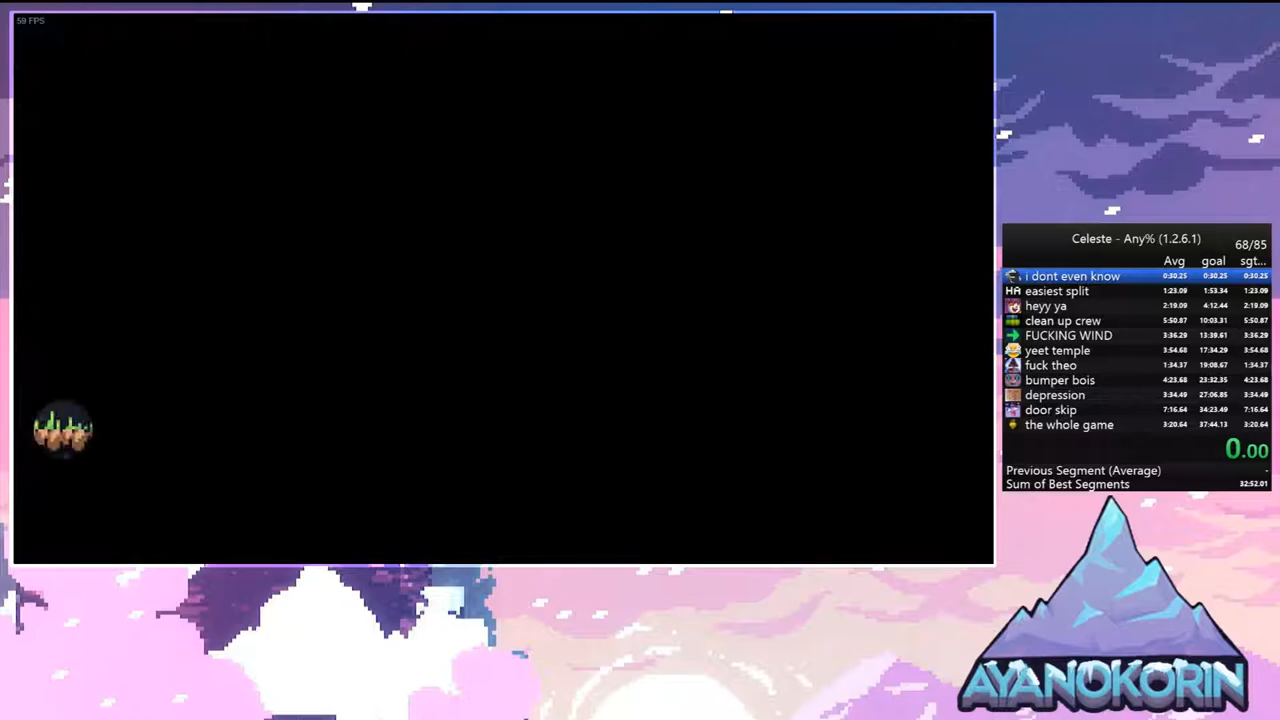 59 FPS
Celeste - Any% (1.2.6.1)
68/85
Avg goal sgt...
i dont even know 0:30.25 0:30.25 0:30.25
HA easiest split 1:23.09 1:53.34 1:23.09
heyy ya 2:19.09 4:12.44 2:19.09
clean up crew 5:50.87 10:03.31 5:50.87
FUCKING WIND 3:36.29 13:39.61 3:36.29
yeet temple 3:54.68 17:34.29 3:54.68
fuck theo 1:34.37 19:08.67 1:34.37
bumper bois 4:23.68 23:32.35 4:23.68
depression 3:34.49 27:06.85 3:34.49
door skip 7:16.64 34:23.49 7:16.64
the whole game 3:20.64 37:44.13 3:20.64
0.00
Previous Segment (Average) -
Sum of Best Segments 32:52.01
AYANOKORIN